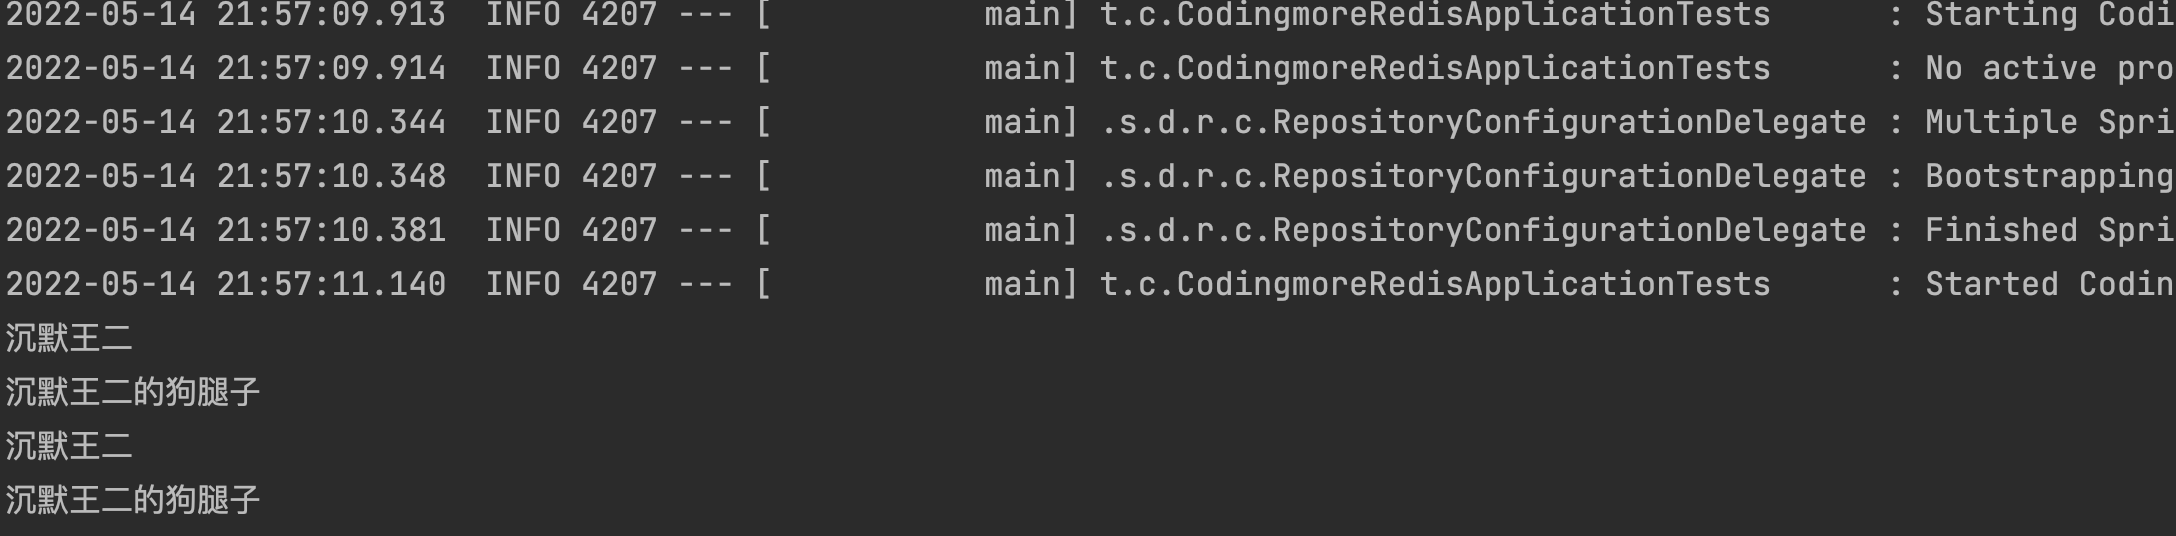 2022-05-14 21:57:09.913  INFO 4207 --- [           main] t.c.CodingmoreRedisApplicationTests      : Starting Codi
2022-05-14 21:57:09.914  INFO 4207 --- [           main] t.c.CodingmoreRedisApplicationTests      : No active pro
2022-05-14 21:57:10.344  INFO 4207 --- [           main] .s.d.r.c.RepositoryConfigurationDelegate : Multiple Spri
2022-05-14 21:57:10.348  INFO 4207 --- [           main] .s.d.r.c.RepositoryConfigurationDelegate : Bootstrapping
2022-05-14 21:57:10.381  INFO 4207 --- [           main] .s.d.r.c.RepositoryConfigurationDelegate : Finished Spri
2022-05-14 21:57:11.140  INFO 4207 --- [           main] t.c.CodingmoreRedisApplicationTests      : Started Codin
沉默王二
沉默王二的狗腿子
沉默王二
沉默王二的狗腿子